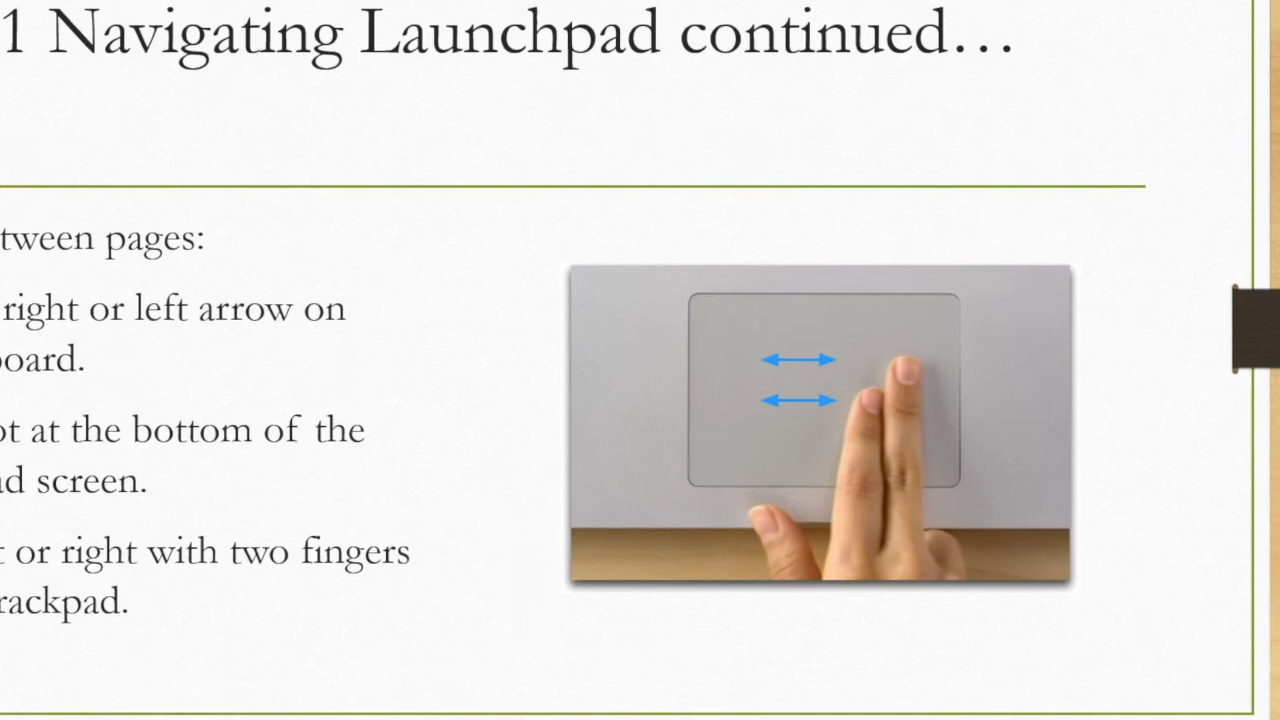 1 Navigating Launchpad continued…
tween pages:
right or left arrow on
oard.
ot at the bottom of the
d screen.
t or right with two fingers
rackpad.